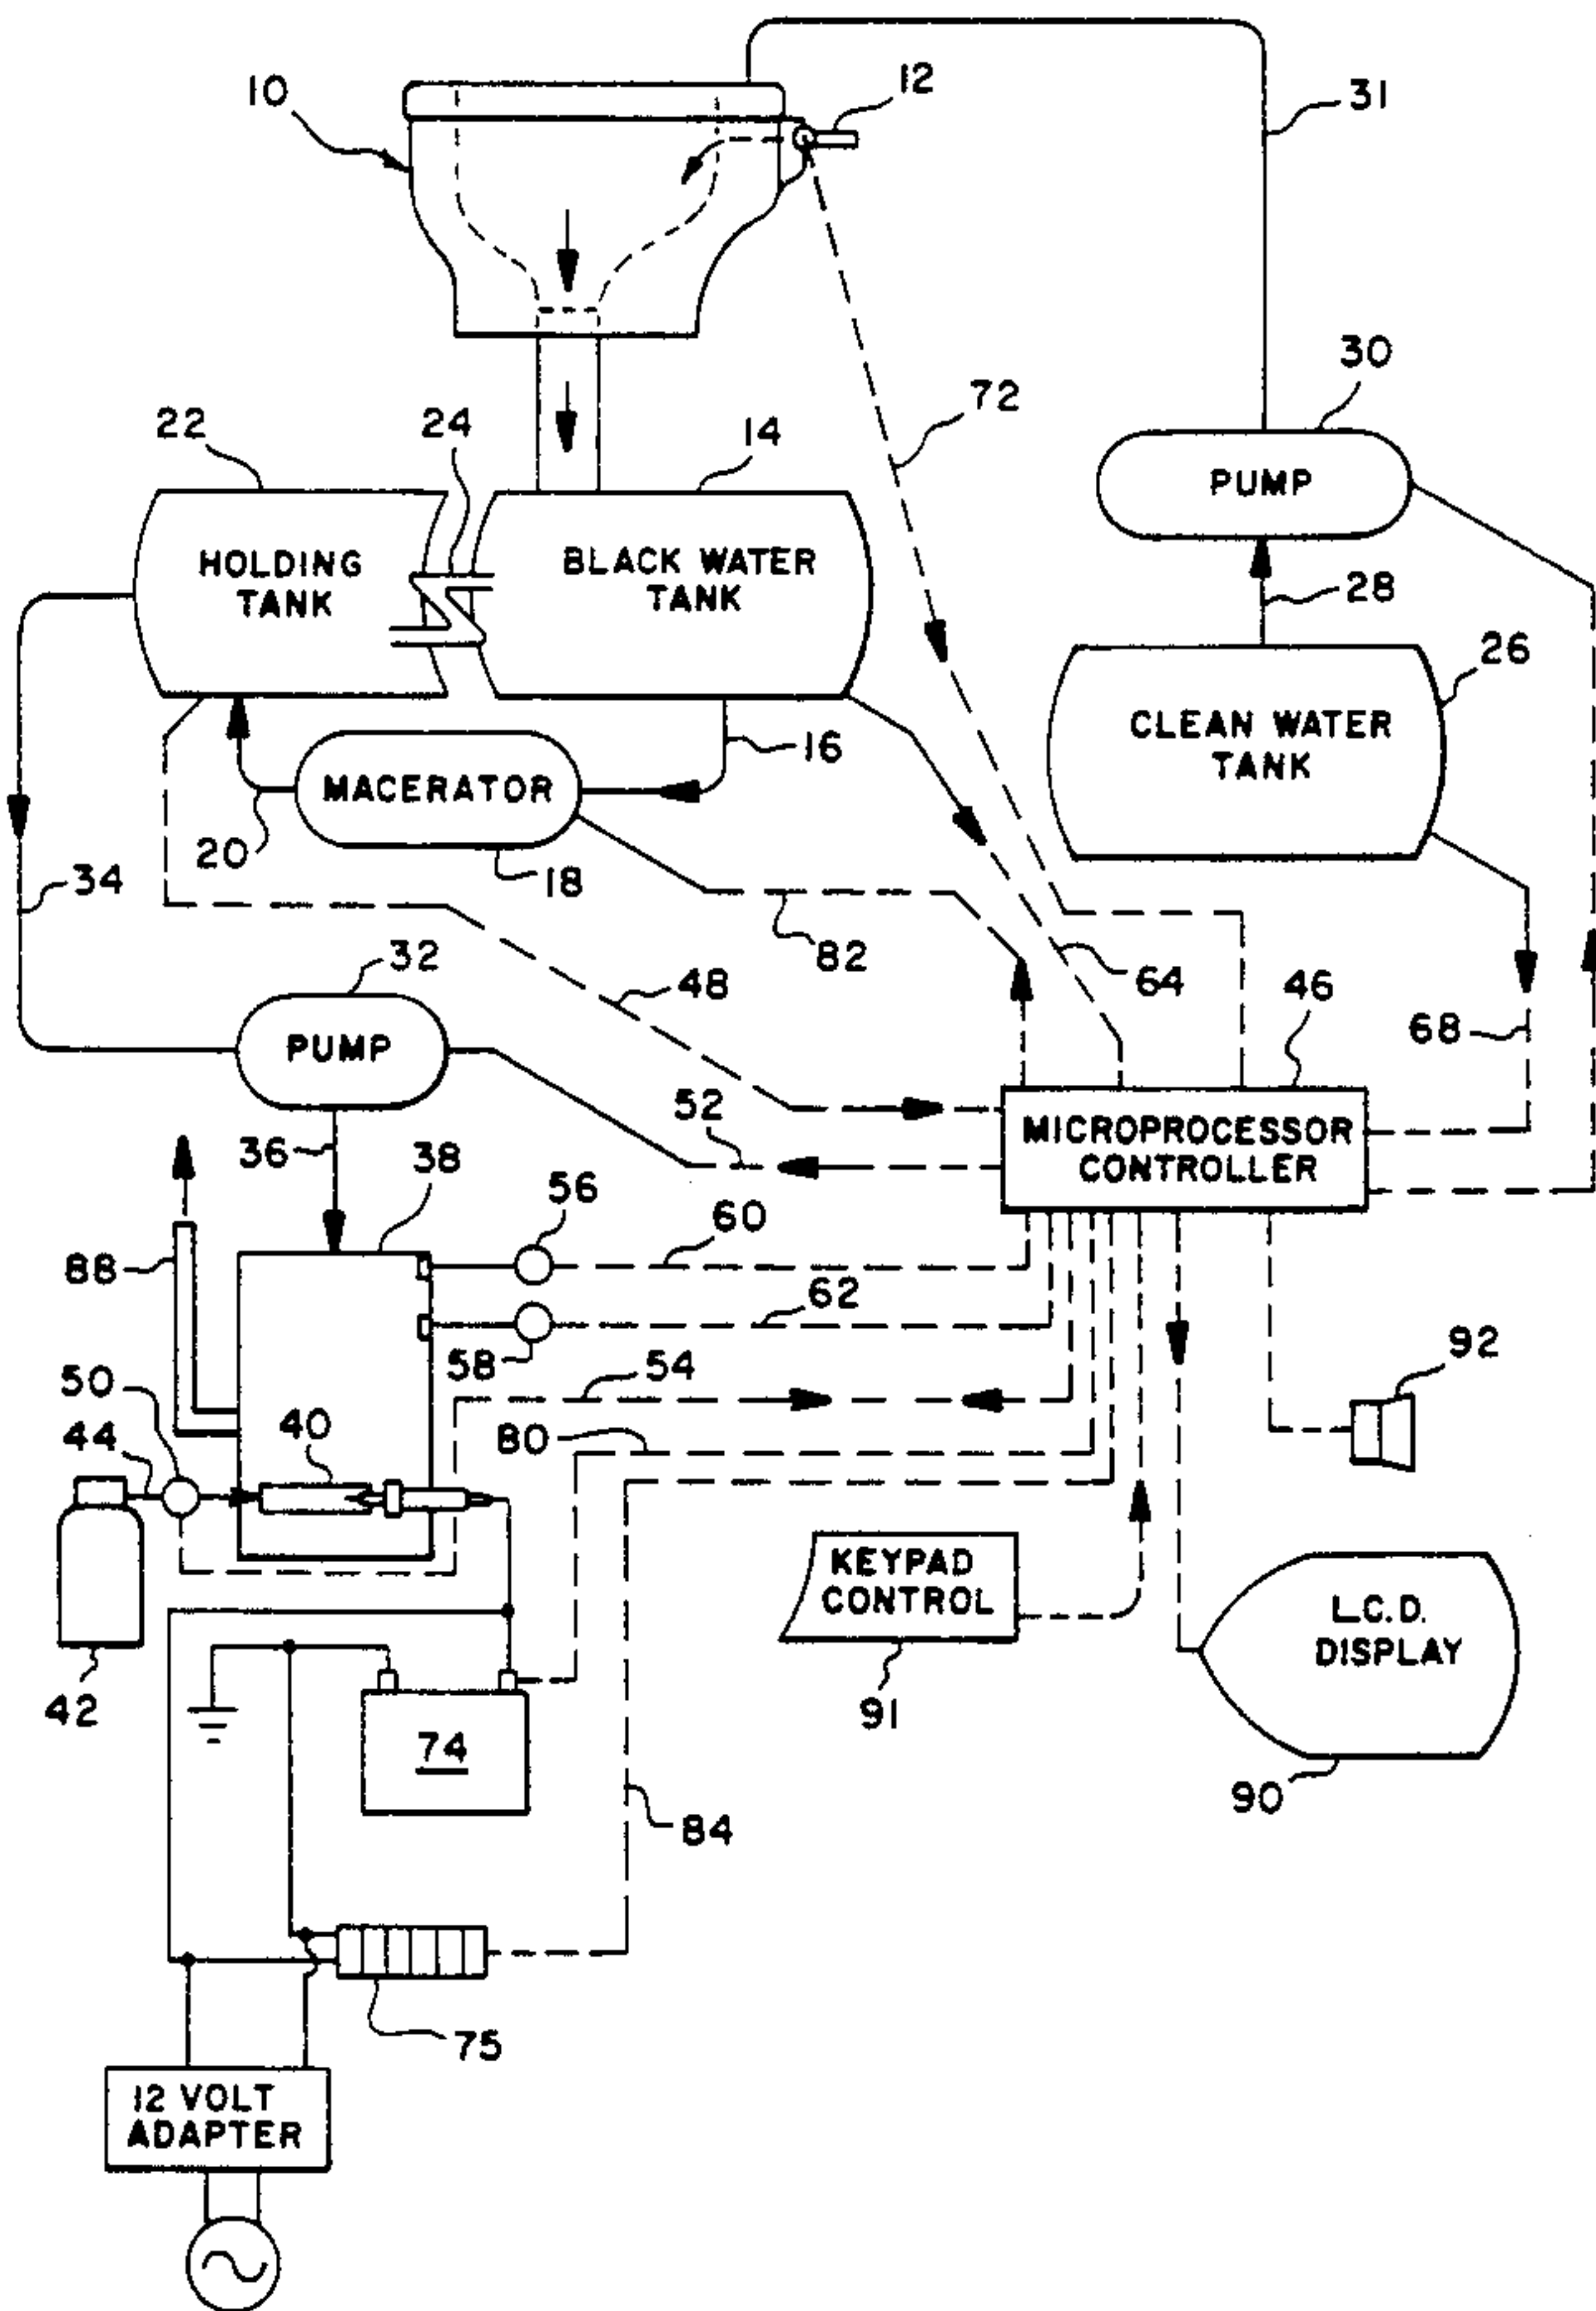 10
12
31
72
30
22
24
14
PUMP
HOLDING
TANK
BLACK WATER
TANK
28
26
CLEAN WATER
TANK
16
MACERATOR
20
18
34
82
64
32
48
46
68
PUMP
52
MICROPROCESSOR
CONTROLLER
36
38
56
60
88
62
58
54
92
50
44
40
80
KEYPAD
CONTROL
L.C.D.
DISPLAY
42
91
74
90
84
75
12 VOLT
ADAPTER